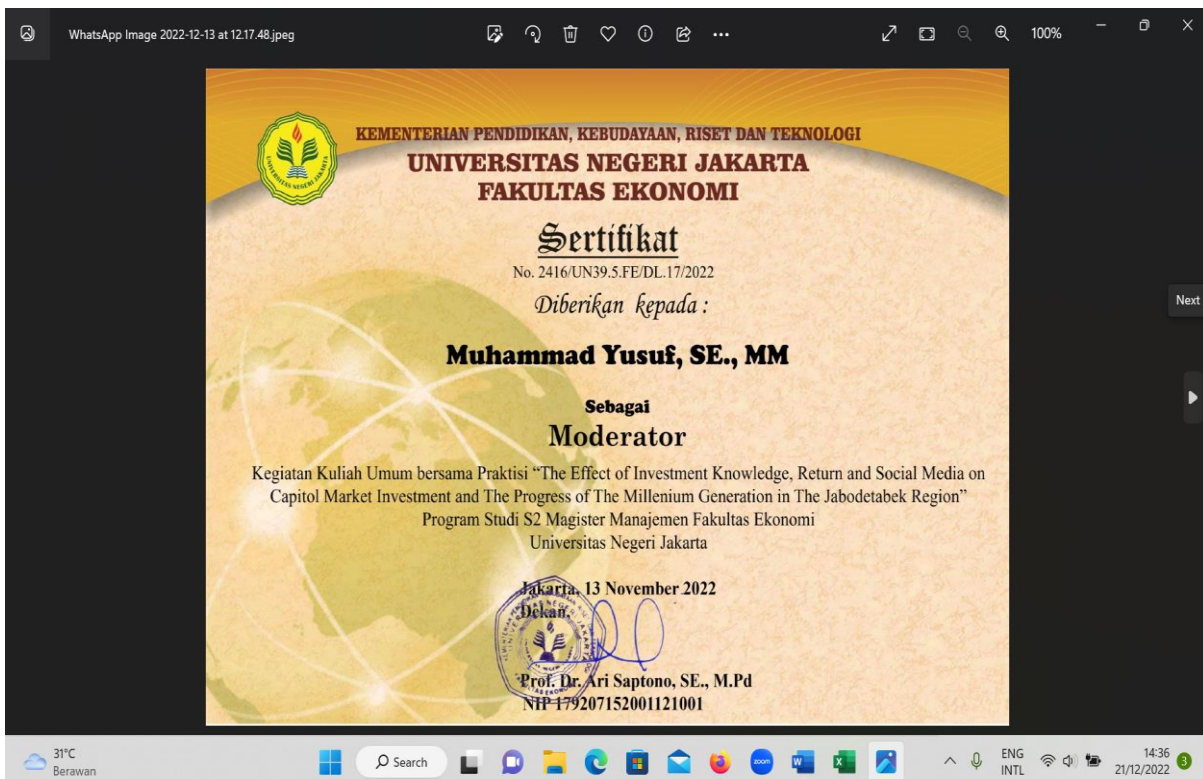 WhatsApp Image 2022-12-13 at 12.17.48.jpeg
100%
KEMENTERIAN PENDIDIKAN, KEBUDAYAAN, RISET DAN TEKNOLOGI
UNIVERSITAS NEGERI JAKARTA
FAKULTAS EKONOMI
Sertifikat
No. 2416/UN39.5.FE/DL.17/2022
Diberikan kepada :
Next
Muhammad Yusuf, SE., MM
Sebagai
Moderator
Kegiatan Kuliah Umum bersama Praktisi “The Effect of Investment Knowledge, Return and Social Media on
Capitol Market Investment and The Progress of The Millenium Generation in The Jabodetabek Region”
Program Studi S2 Magister Manajemen Fakultas Ekonomi
Universitas Negeri Jakarta
Jakarta, 13 November 2022
Dekan,
Prof. Dr. Ari Saptono, SE., M.Pd
NIP 179207152001121001
31°C
Berawan
Search
zoom
ENG
INTL
14:36
21/12/2022
3